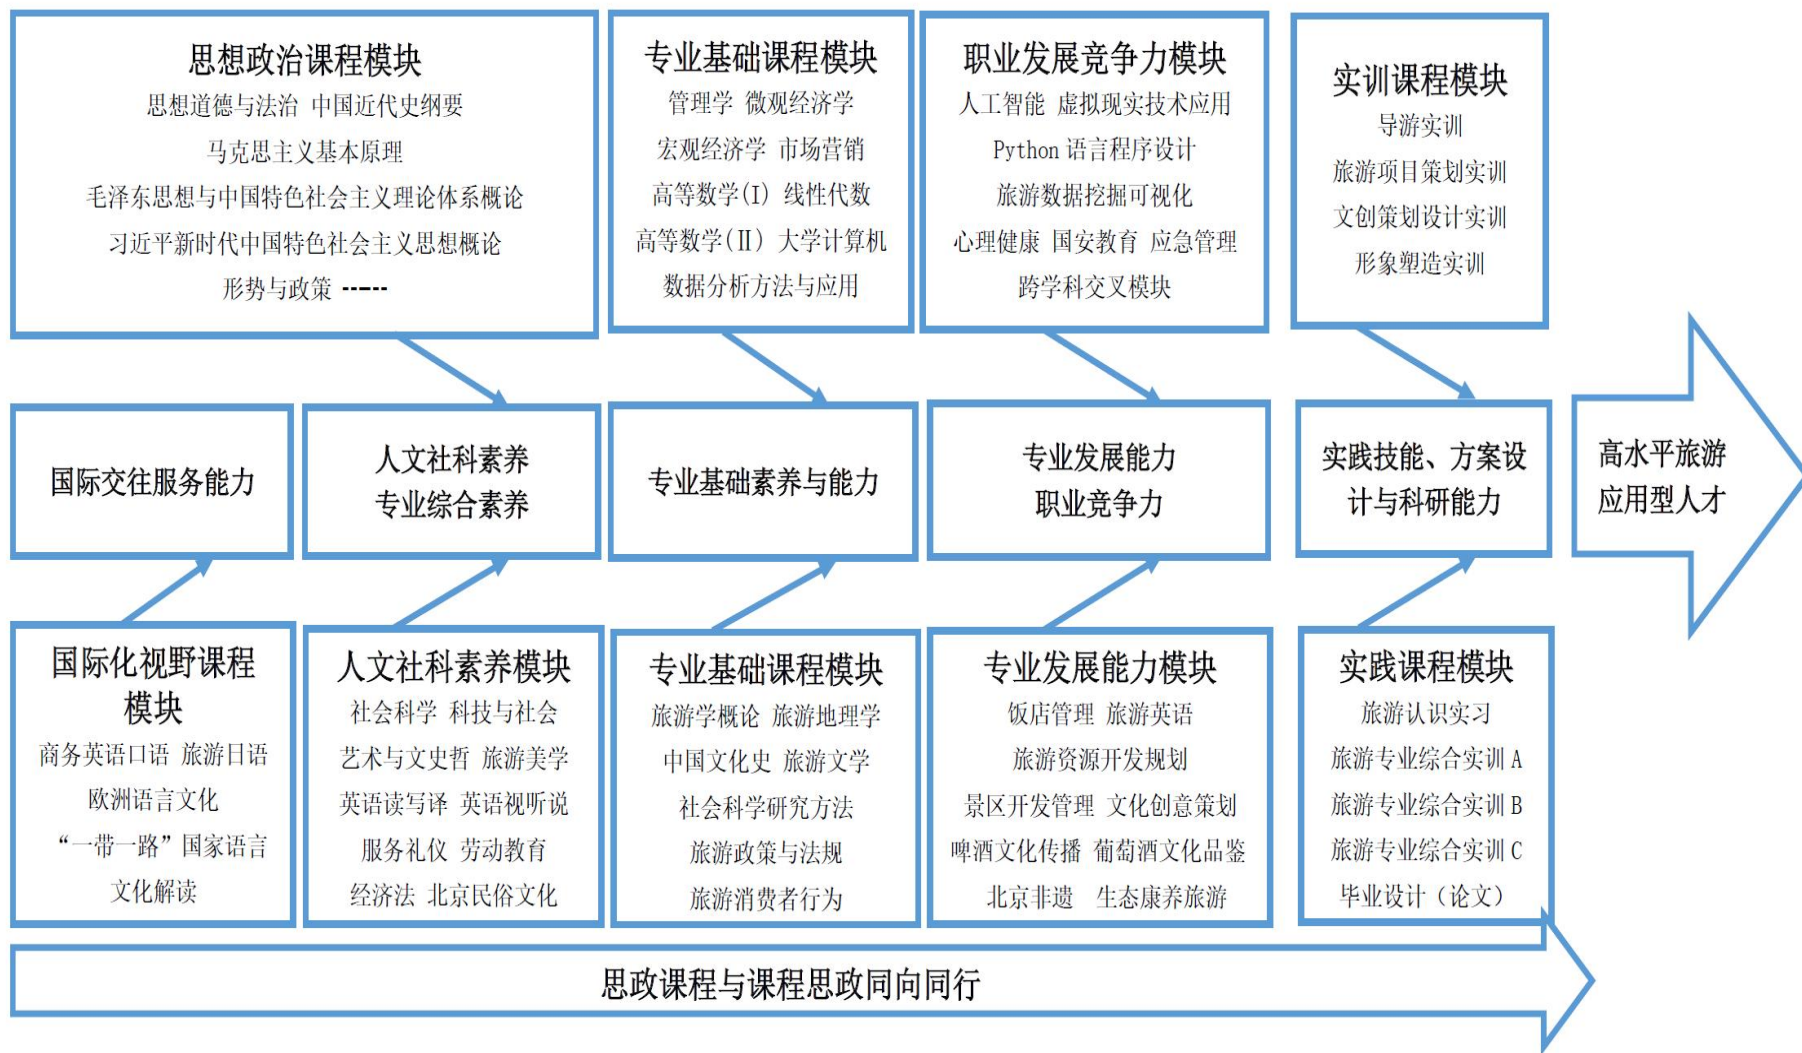 思想政治课程模块
思想道德与法治 中国近代史纲要
马克思主义基本原理
毛泽东思想与中国特色社会主义理论体系概论
习近平新时代中国特色社会主义思想概论
形势与政策 ------
专业基础课程模块
管理学 微观经济学
宏观经济学 市场营销
高等数学(I) 线性代数
高等数学(II) 大学计算机
数据分析方法与应用
职业发展竞争力模块
人工智能 虚拟现实技术应用
Python 语言程序设计
旅游数据挖掘可视化
心理健康 国安教育 应急管理
跨学科交叉模块
实训课程模块
导游实训
旅游项目策划实训
文创策划设计实训
形象塑造实训
国际交往服务能力
人文社科素养
专业综合素养
专业基础素养与能力
专业发展能力
职业竞争力
实践技能、方案设
计与科研能力
高水平旅游
应用型人才
国际化视野课程
模块
商务英语口语 旅游日语
欧洲语言文化
“一带一路”国家语言
文化解读
人文社科素养模块
社会科学 科技与社会
艺术与文史哲 旅游美学
英语读写译 英语视听说
服务礼仪 劳动教育
经济法 北京民俗文化
专业基础课程模块
旅游学概论 旅游地理学
中国文化史 旅游文学
社会科学研究方法
旅游政策与法规
旅游消费者行为
专业发展能力模块
饭店管理 旅游英语
旅游资源开发规划
景区开发管理 文化创意策划
啤酒文化传播 葡萄酒文化品鉴
北京非遗 生态康养旅游
实践课程模块
旅游认识实习
旅游专业综合实训 A
旅游专业综合实训 B
旅游专业综合实训 C
毕业设计（论文）
思政课程与课程思政同向同行